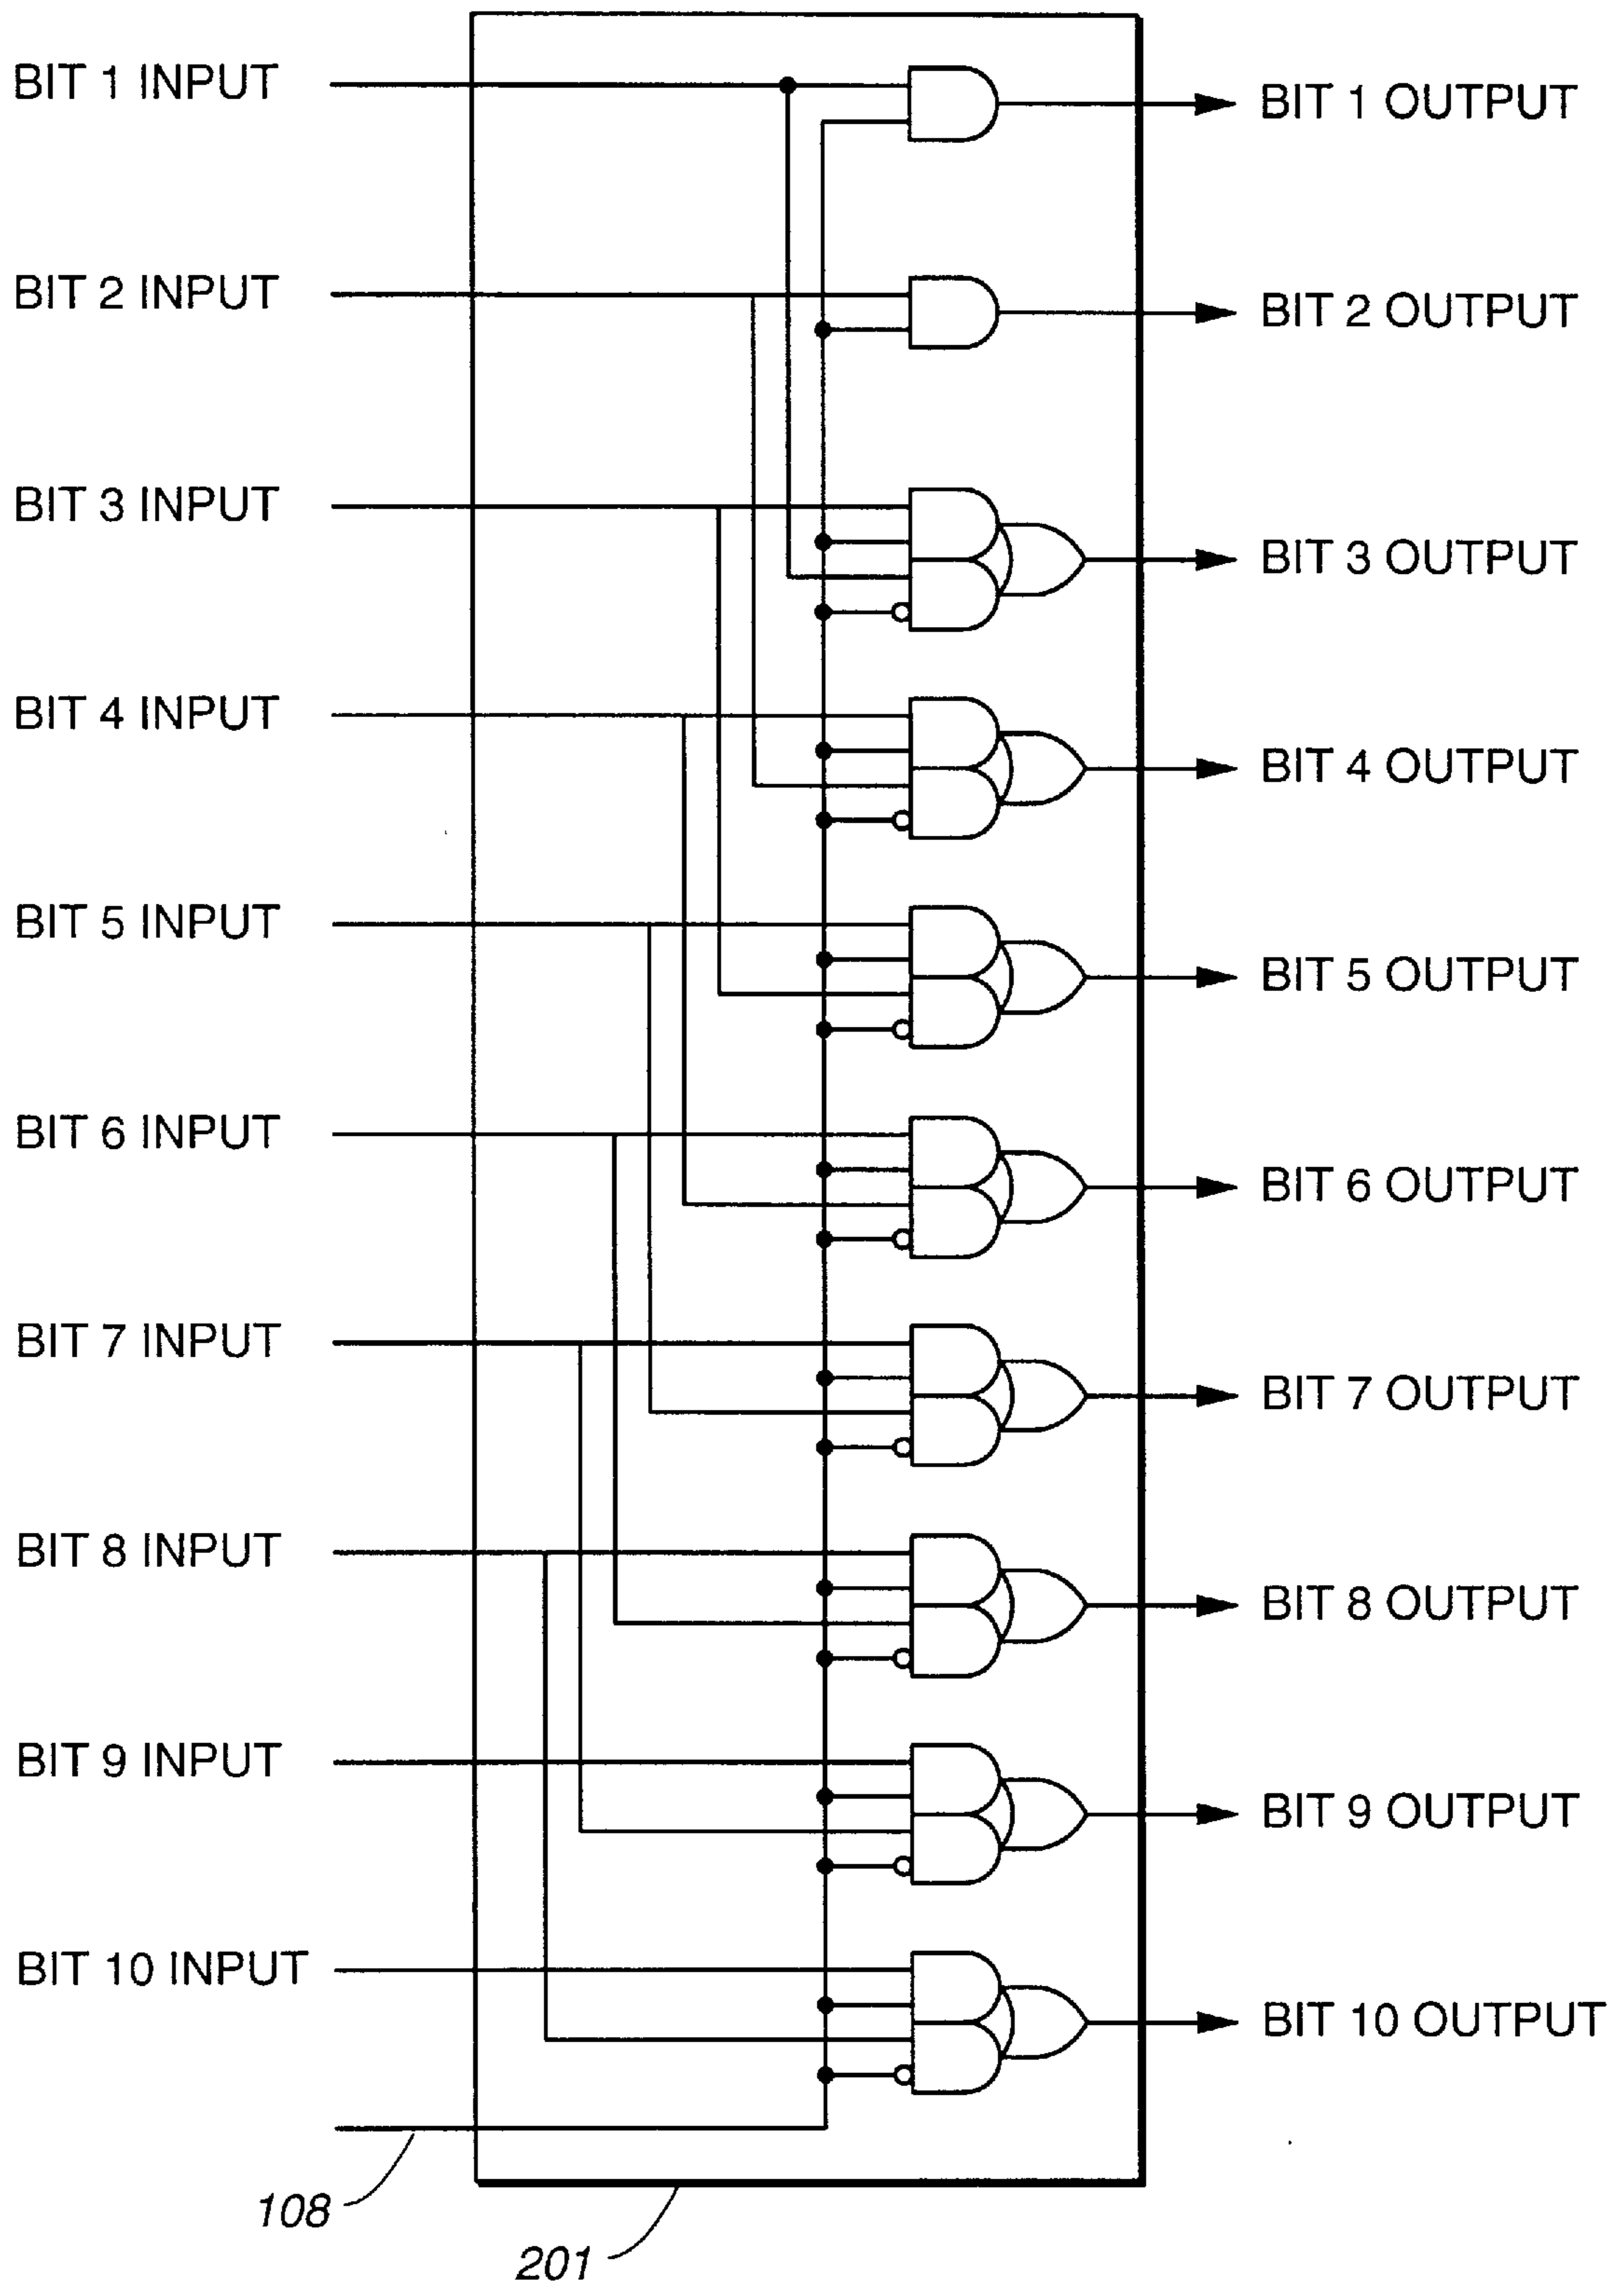 BIT 1 INPUT
BIT 1 OUTPUT
BIT 2 INPUT
BIT 2 OUTPUT
BIT 3 INPUT
BIT 3 OUTPUT
BIT 4 INPUT
BIT 4 OUTPUT
BIT 5 INPUT
BIT 5 OUTPUT
BIT 6 INPUT
BIT 6 OUTPUT
BIT 7 INPUT
BIT 7 OUTPUT
BIT 8 INPUT
BIT 8 OUTPUT
BIT 9 INPUT
BIT 9 OUTPUT
BIT 10 INPUT
BIT 10 OUTPUT
108
201